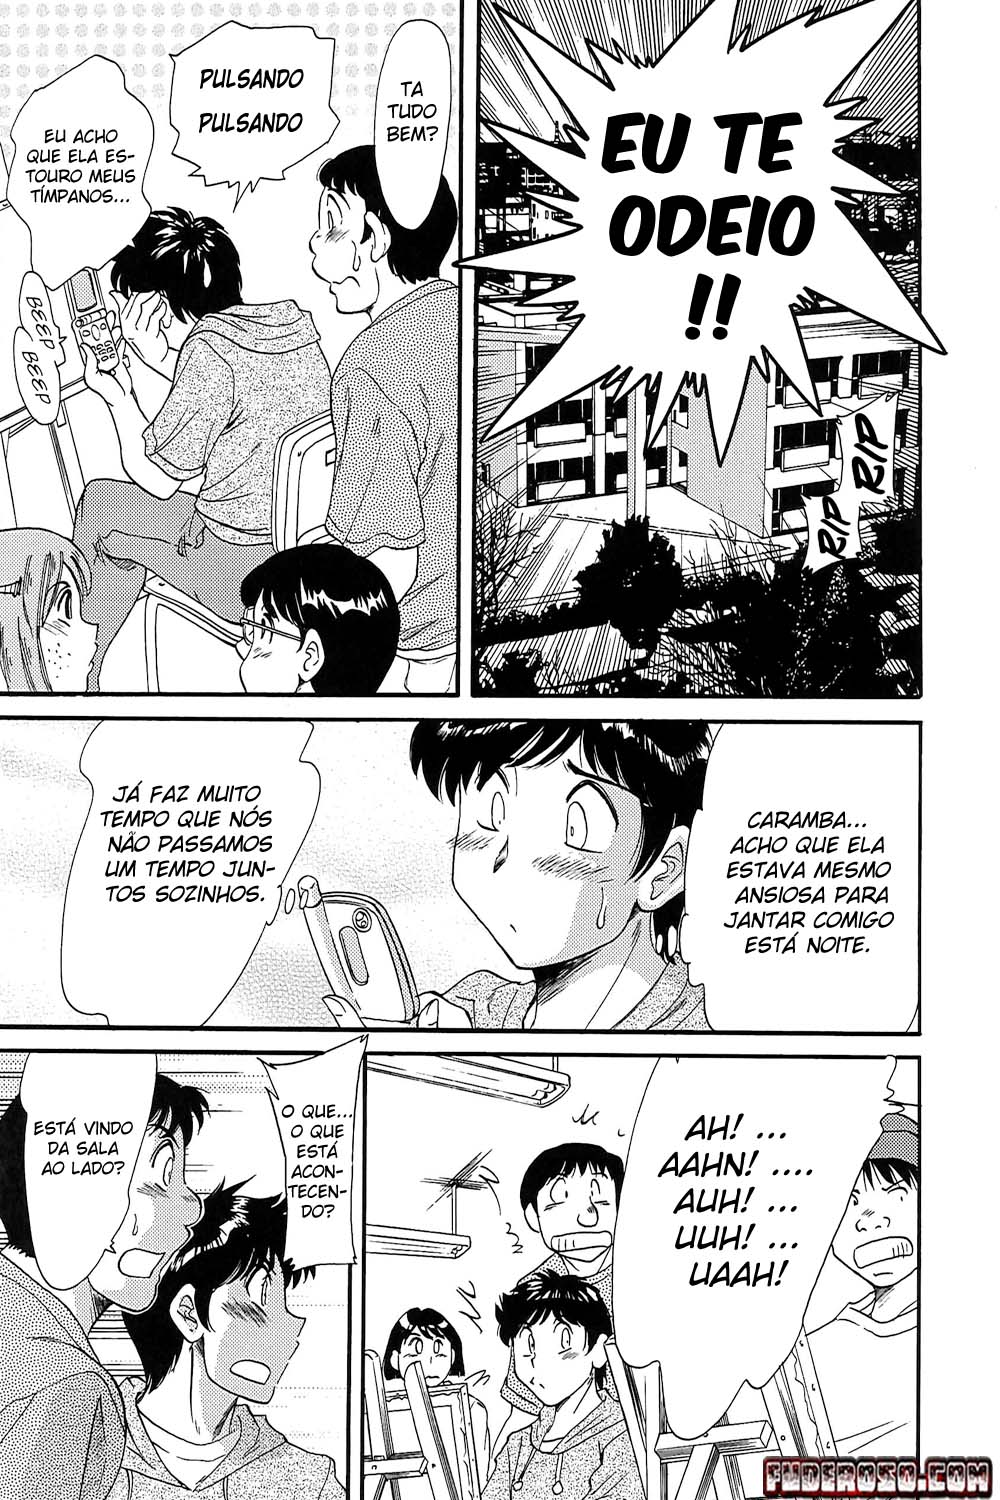 EU TE
ODEIO
!!
RIP RIP
TA
TUDO
BEM?
PULSANDO
PULSANDO
EU ACHO
QUE ELA ES-
TOURO MEUS
TÍMPANOS...
BEEP BEEP
CARAMBA...
ACHO QUE ELA
ESTAVA MESMO
ANSIOSA PARA
JANTAR COMIGO
ESTÁ NOITE.
JÁ FAZ MUITO
TEMPO QUE NÓS
NÃO PASSAMOS
UM TEMPO JUN-
TOS SOZINHOS.
AH! ...
AAHN! ....
AUH! ...
UUH! ...
UAAH!
O QUE...
O QUE
ESTÁ
ACON-
TECEN-
DO?
ESTÁ VINDO
DA SALA
AO LADO?
FUDEROSO.COM